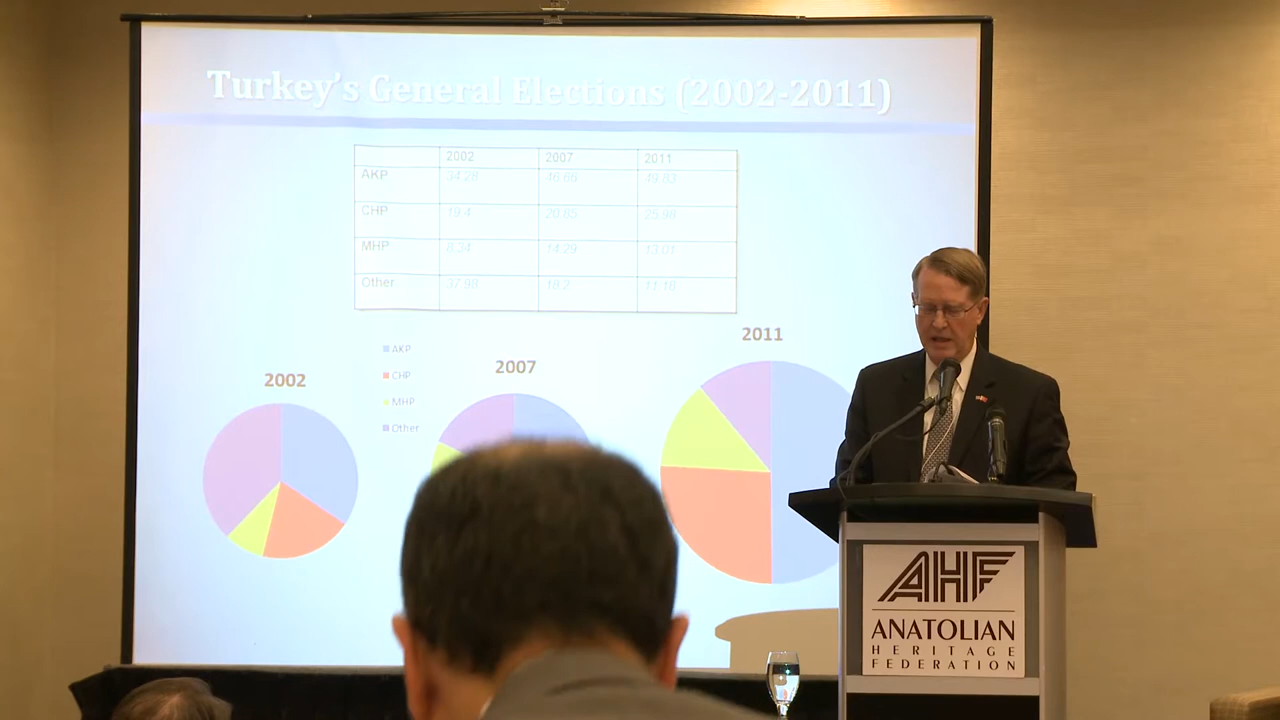 Turkey's General Elections (2002-2011)
2002 2007 2011
AKP 34.28 46.66 49.83
CHP 19.4 20.85 25.98
MHP 8.34 14.29 13.01
Other 37.98 18.2 11.18
2011
2007
2002
AKP
CHP
MHP
Other
AHF
ANATOLIAN
HERITAGE
FEDERATION